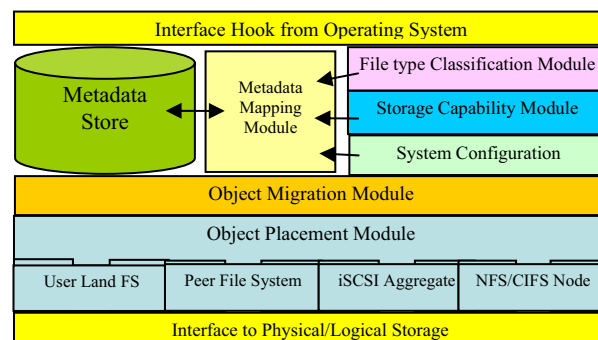 Interface Hook from Operating System
Metadata
Store
Metadata
Mapping
Module
File type Classification Module
Storage Capability Module
System Configuration
Object Migration Module
Object Placement Module
User Land FS
Peer File System
iSCSI Aggregate
NFS/CIFS Node
Interface to Physical/Logical Storage